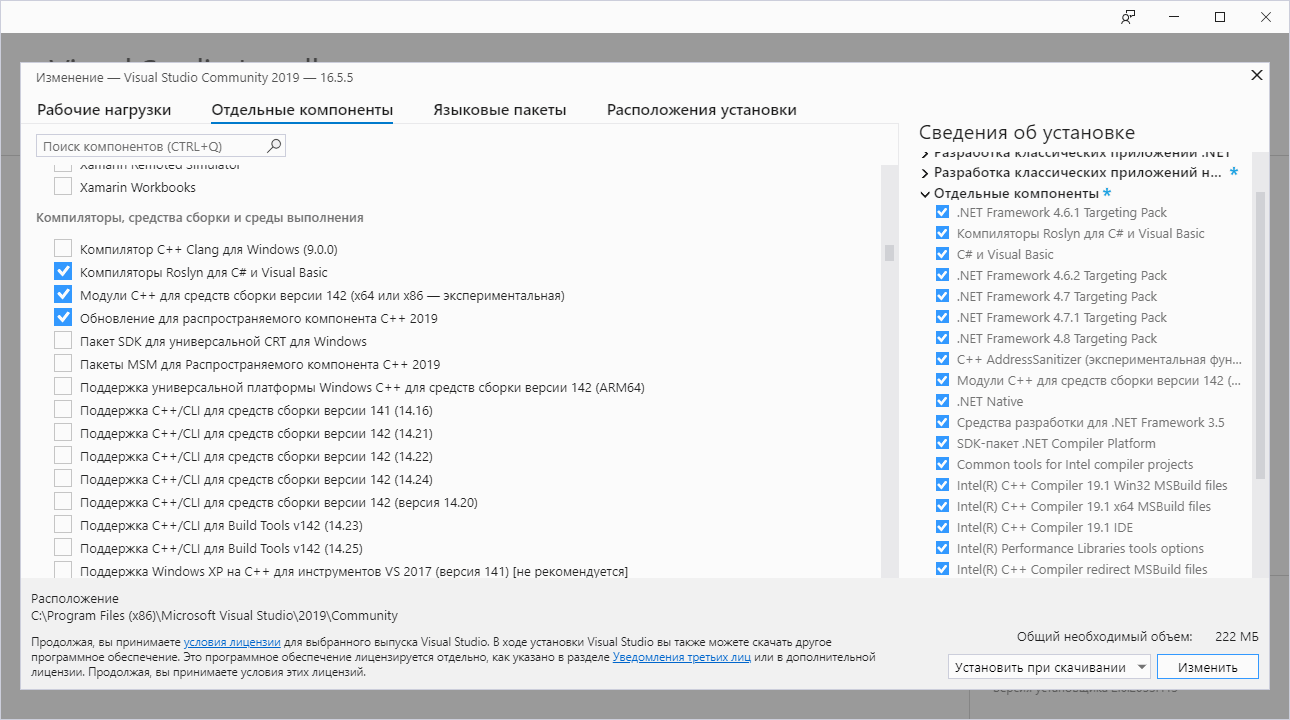 Изменение — Visual Studio Community 2019 — 16.5.5
Рабочие нагрузки
Отдельные компоненты
Языковые пакеты
Расположения установки
Поиск компонентов (CTRL+Q)
Xamarin Remoted Simulator
Xamarin Workbooks
Компиляторы, средства сборки и среды выполнения
Компилятор C++ Clang для Windows (9.0.0)
Компиляторы Roslyn для C# и Visual Basic
Модули C++ для средств сборки версии 142 (x64 или x86 — экспериментальная)
Обновление для распространяемого компонента C++ 2019
Пакет SDK для универсальной CRT для Windows
Пакеты MSM для Распространяемого компонента C++ 2019
Поддержка универсальной платформы Windows C++ для средств сборки версии 142 (ARM64)
Поддержка C++/CLI для средств сборки версии 141 (14.16)
Поддержка C++/CLI для средств сборки версии 142 (14.21)
Поддержка C++/CLI для средств сборки версии 142 (14.22)
Поддержка C++/CLI для средств сборки версии 142 (14.24)
Поддержка C++/CLI для средств сборки версии 142 (версия 14.20)
Поддержка C++/CLI для Build Tools v142 (14.23)
Поддержка C++/CLI для Build Tools v142 (14.25)
Поддержка Windows XP на C++ для инструментов VS 2017 (версия 141) [не рекомендуется]
Сведения об установке
Разработка классических приложений .NET
Разработка классических приложений н... *
Отдельные компоненты *
.NET Framework 4.6.1 Targeting Pack
Компиляторы Roslyn для C# и Visual Basic
C# и Visual Basic
.NET Framework 4.6.2 Targeting Pack
.NET Framework 4.7 Targeting Pack
.NET Framework 4.7.1 Targeting Pack
.NET Framework 4.8 Targeting Pack
C++ AddressSanitizer (экспериментальная фун...
Модули C++ для средств сборки версии 142 (...
.NET Native
Средства разработки для .NET Framework 3.5
SDK-пакет .NET Compiler Platform
Common tools for Intel compiler projects
Intel(R) C++ Compiler 19.1 Win32 MSBuild files
Intel(R) C++ Compiler 19.1 x64 MSBuild files
Intel(R) C++ Compiler 19.1 IDE
Intel(R) Performance Libraries tools options
Intel(R) C++ Compiler redirect MSBuild files
Расположение
C:\Program Files (x86)\Microsoft Visual Studio\2019\Community
Продолжая, вы принимаете условия лицензии для выбранного выпуска Visual Studio. В ходе установки Visual Studio вы также можете скачать другое
программное обеспечение. Это программное обеспечение лицензируется отдельно, как указано в разделе Уведомления третьих лиц или в дополнительной
лицензии. Продолжая, вы принимаете условия этих лицензий.
Общий необходимый объем: 222 МБ
Установить при скачивании
Изменить